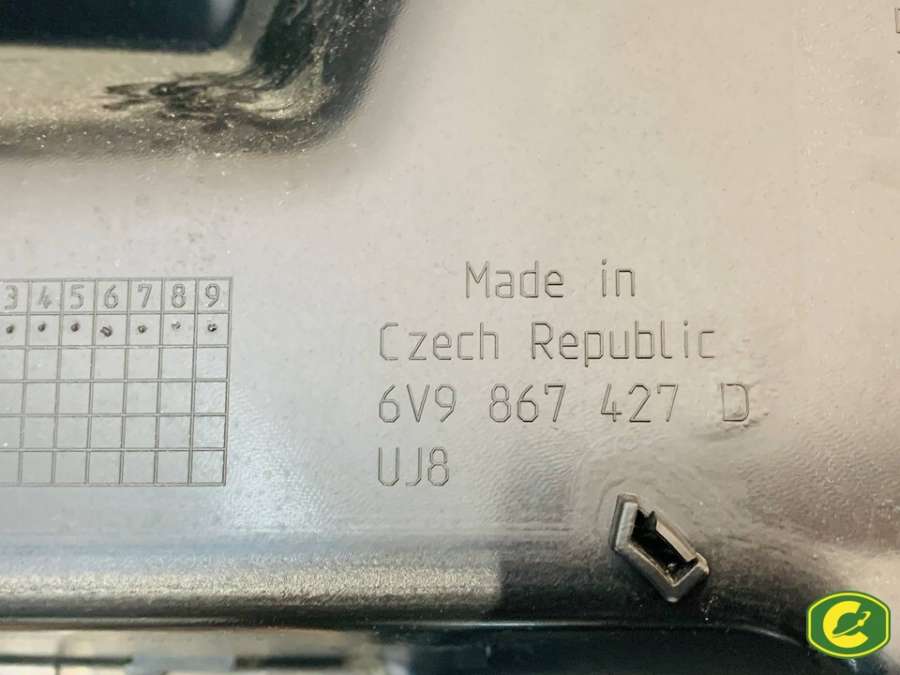 Made in
Czech Republic
6V9 867 427 D
UJ8
3 4 5 6 7 8 9